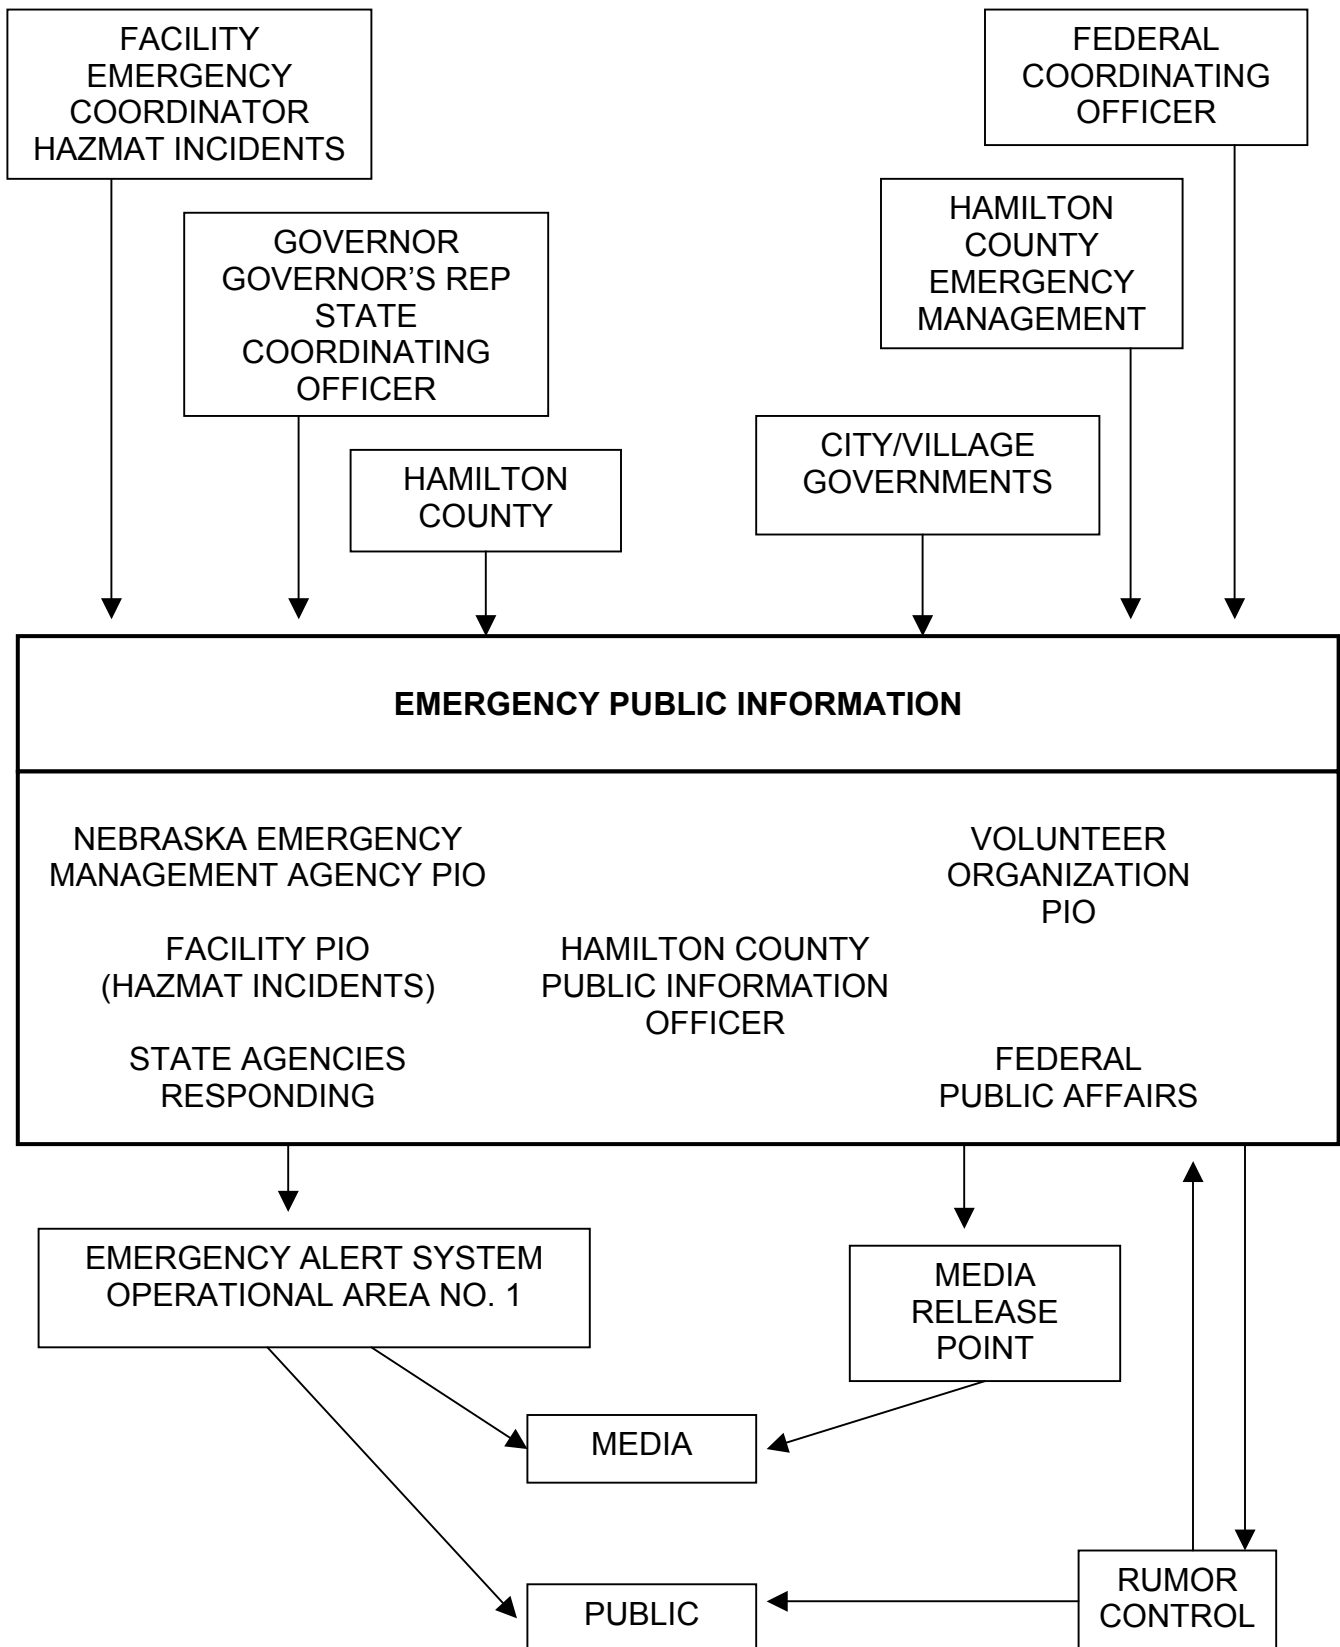 FACILITY
EMERGENCY
COORDINATOR
HAZMAT INCIDENTS
FEDERAL
COORDINATING
OFFICER
GOVERNOR
GOVERNOR’S REP
STATE
COORDINATING
OFFICER
HAMILTON
COUNTY
EMERGENCY
MANAGEMENT
HAMILTON
COUNTY
CITY/VILLAGE
GOVERNMENTS
EMERGENCY PUBLIC INFORMATION
NEBRASKA EMERGENCY
MANAGEMENT AGENCY PIO
VOLUNTEER
ORGANIZATION
PIO
FACILITY PIO
(HAZMAT INCIDENTS)
HAMILTON COUNTY
PUBLIC INFORMATION
OFFICER
STATE AGENCIES
RESPONDING
FEDERAL
PUBLIC AFFAIRS
EMERGENCY ALERT SYSTEM
OPERATIONAL AREA NO. 1
MEDIA
RELEASE
POINT
MEDIA
PUBLIC
RUMOR
CONTROL